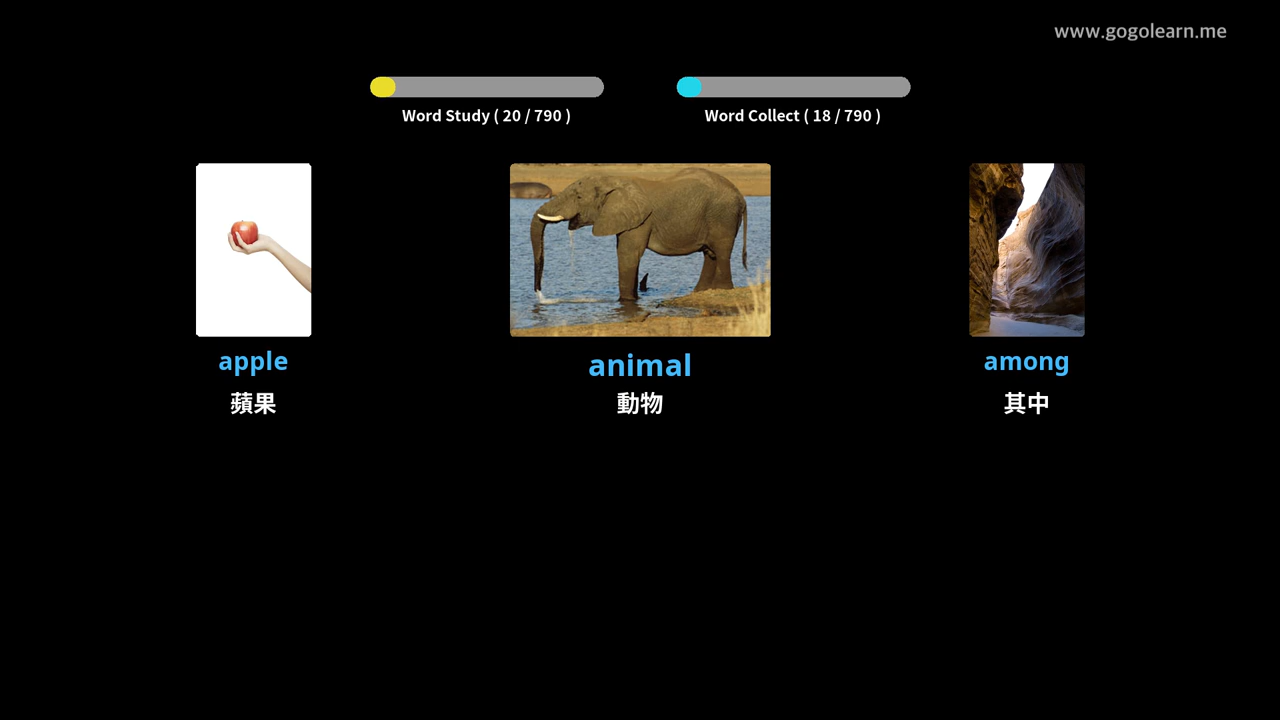 www.gogolearn.me
Word Study ( 20 / 790 )
Word Collect ( 18 / 790 )
apple
animal
among
蘋果
動物
其中